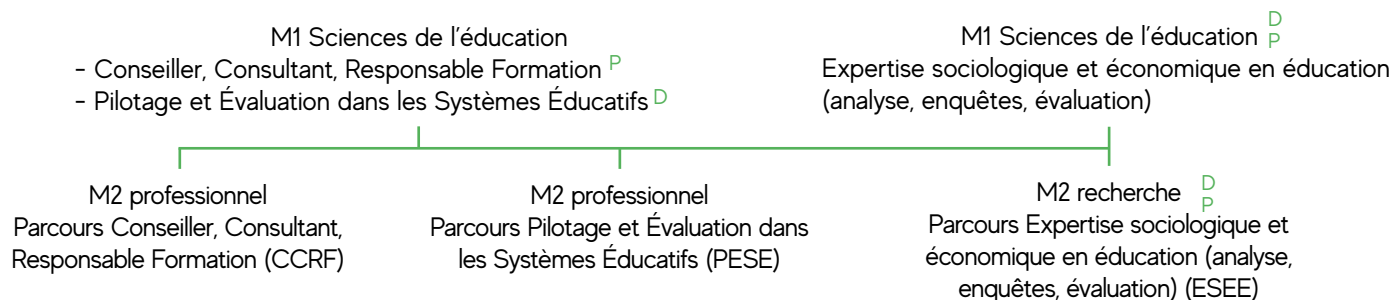 M1 Sciences de l'éducation
- Conseiller, Consultant, Responsable Formation P
- Pilotage et Évaluation dans les Systèmes Éducatifs D
M1 Sciences de l'éducation D P
Expertise sociologique et économique en éducation
(analyse, enquêtes, évaluation)
M2 professionnel
Parcours Conseiller, Consultant,
Responsable Formation (CCRF)
M2 professionnel
Parcours Pilotage et Évaluation dans
les Systèmes Éducatifs (PESE)
M2 recherche D P
Parcours Expertise sociologique et
économique en éducation (analyse,
enquêtes, évaluation) (ESEE)